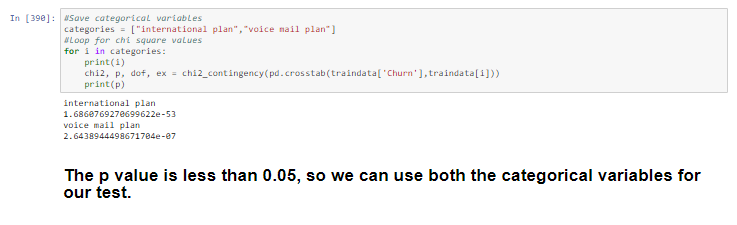 In [390]: #Save categorical variables
categories = ["international plan","voice mail plan"]
#Loop for chi square values
for i in categories:
    print(i)
    chi2, p, dof, ex = chi2_contingency(pd.crosstab(traindata['Churn'],traindata[i]))
    print(p)
international plan
1.6860769270699622e-53
voice mail plan
2.6438944498671704e-07
The p value is less than 0.05, so we can use both the categorical variables for
our test.